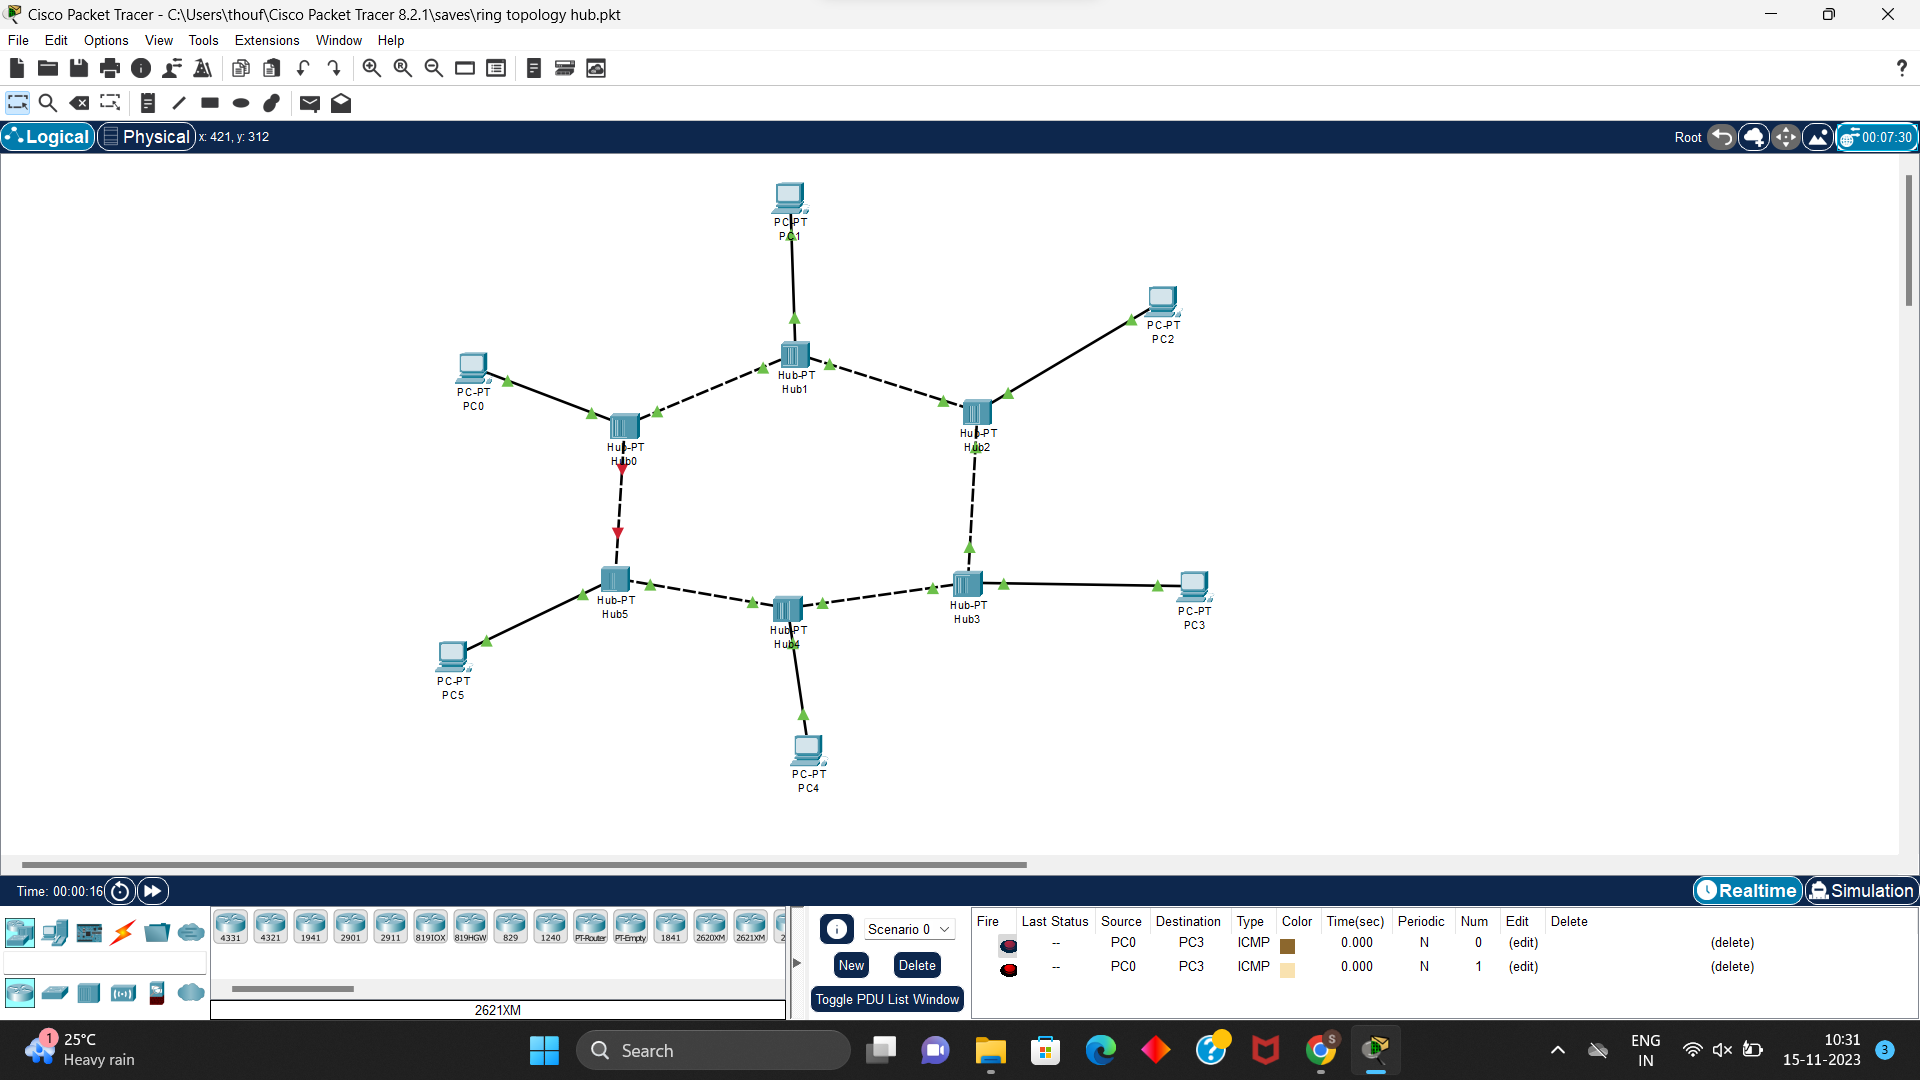 Cisco Packet Tracer - C:\Users\thouf\Cisco Packet Tracer 8.2.1\saves\ring topology hub.pkt
File Edit Options View Tools Extensions Window Help
?
Logical Physical x: 421, y: 312 Root 00:07:30
PC-PT
PC1
PC-PT
PC2
Hub-PT
Hub1
PC-PT
PC0
Hub-PT
Hub2
Hub-PT
Hub0
Hub-PT
Hub5
Hub-PT
Hub3
PC-PT
PC3
Hub-PT
Hub4
PC-PT
PC5
PC-PT
PC4
Time: 00:00:16 Realtime Simulation
4331 4321 1941 2901 2911 819IOX 819HGW 829 1240 PT-Router PT-Empty 1841 2620XM 2621XM 2
2621XM
Scenario 0
New Delete
Toggle PDU List Window
Fire Last Status Source Destination Type Color Time(sec) Periodic Num Edit Delete
-- PC0 PC3 ICMP 0.000 N 0 (edit) (delete)
-- PC0 PC3 ICMP 0.000 N 1 (edit) (delete)
1 25°C
Heavy rain
Search
S
ENG
IN
10:31
15-11-2023
3